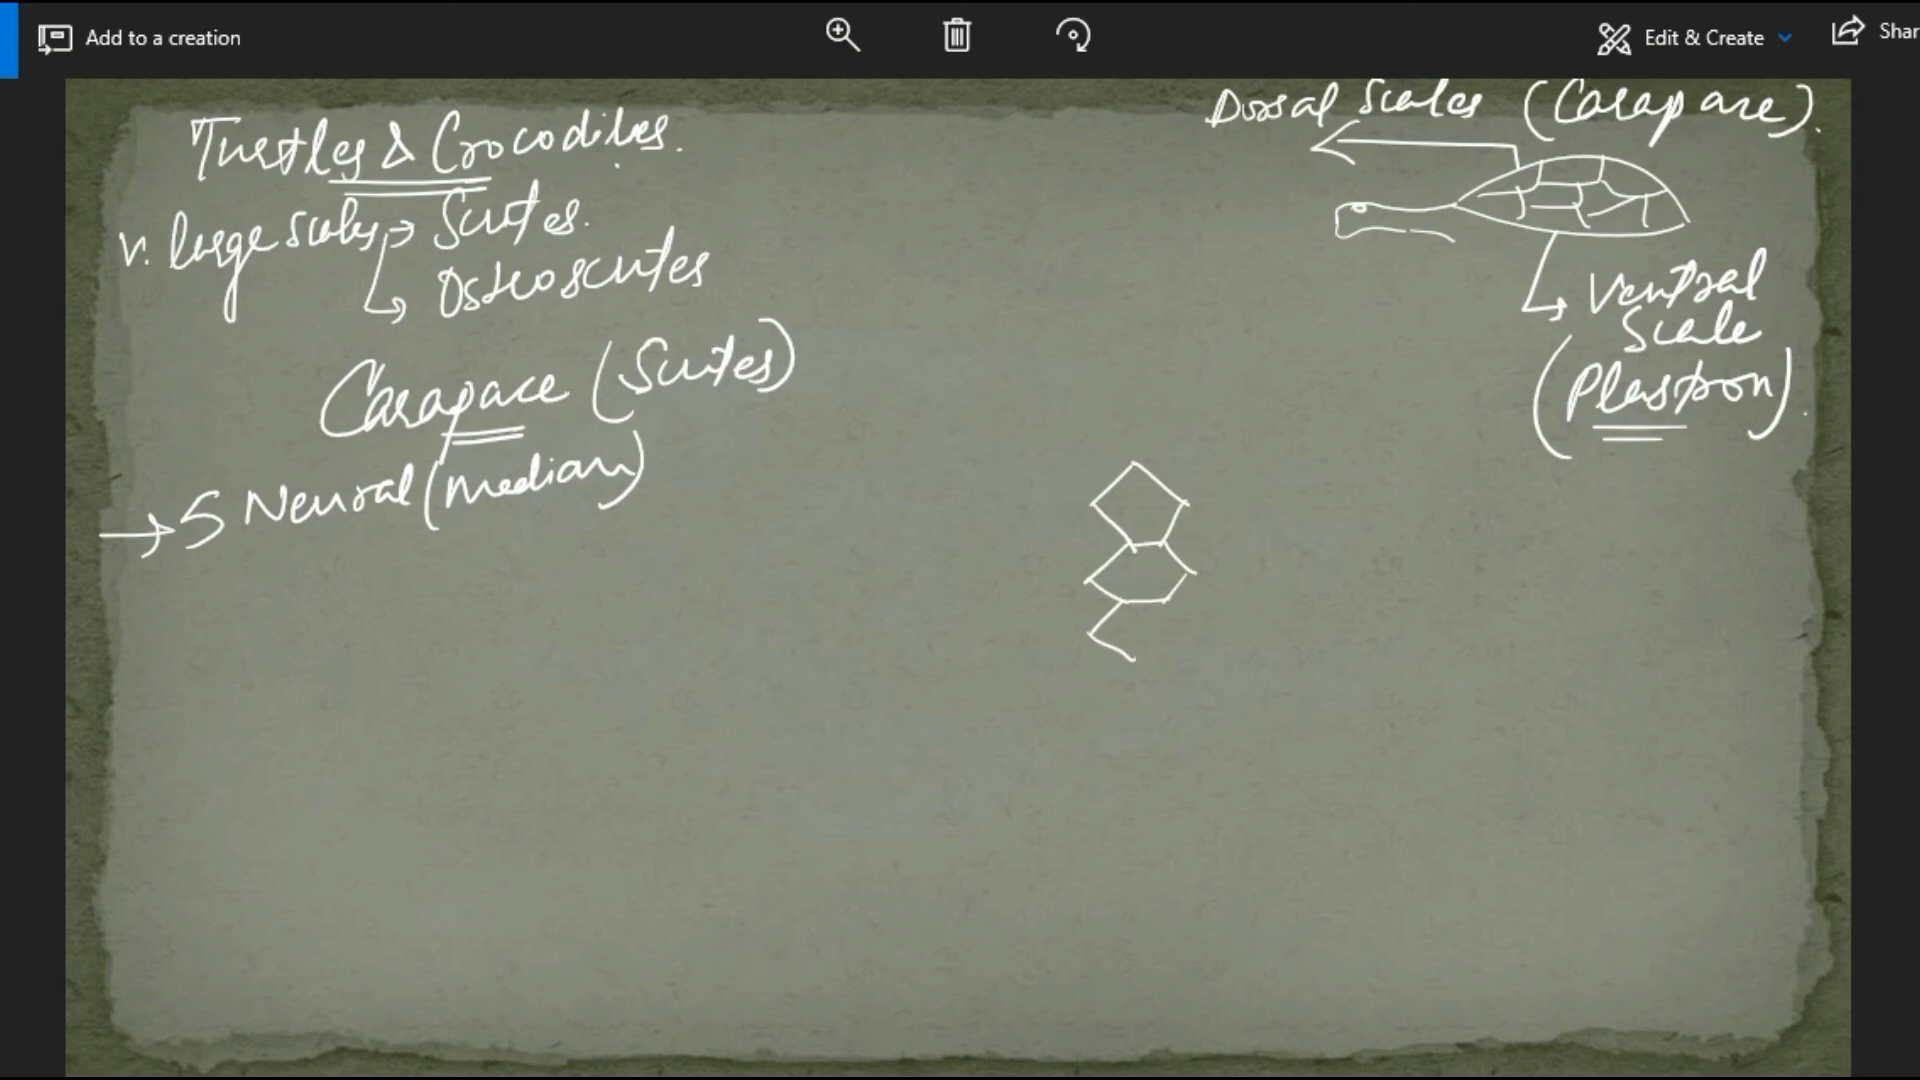 Add to a creation
Edit & Create
Shar
Turtles & Crocodiles.
v. large scales → Scutes.
↳ Osteoscutes
Carapace (Scutes)
→ 5 Neural (median)
Dorsal Scales (Carapace).
↳ Ventral
Scale
(Plastron).